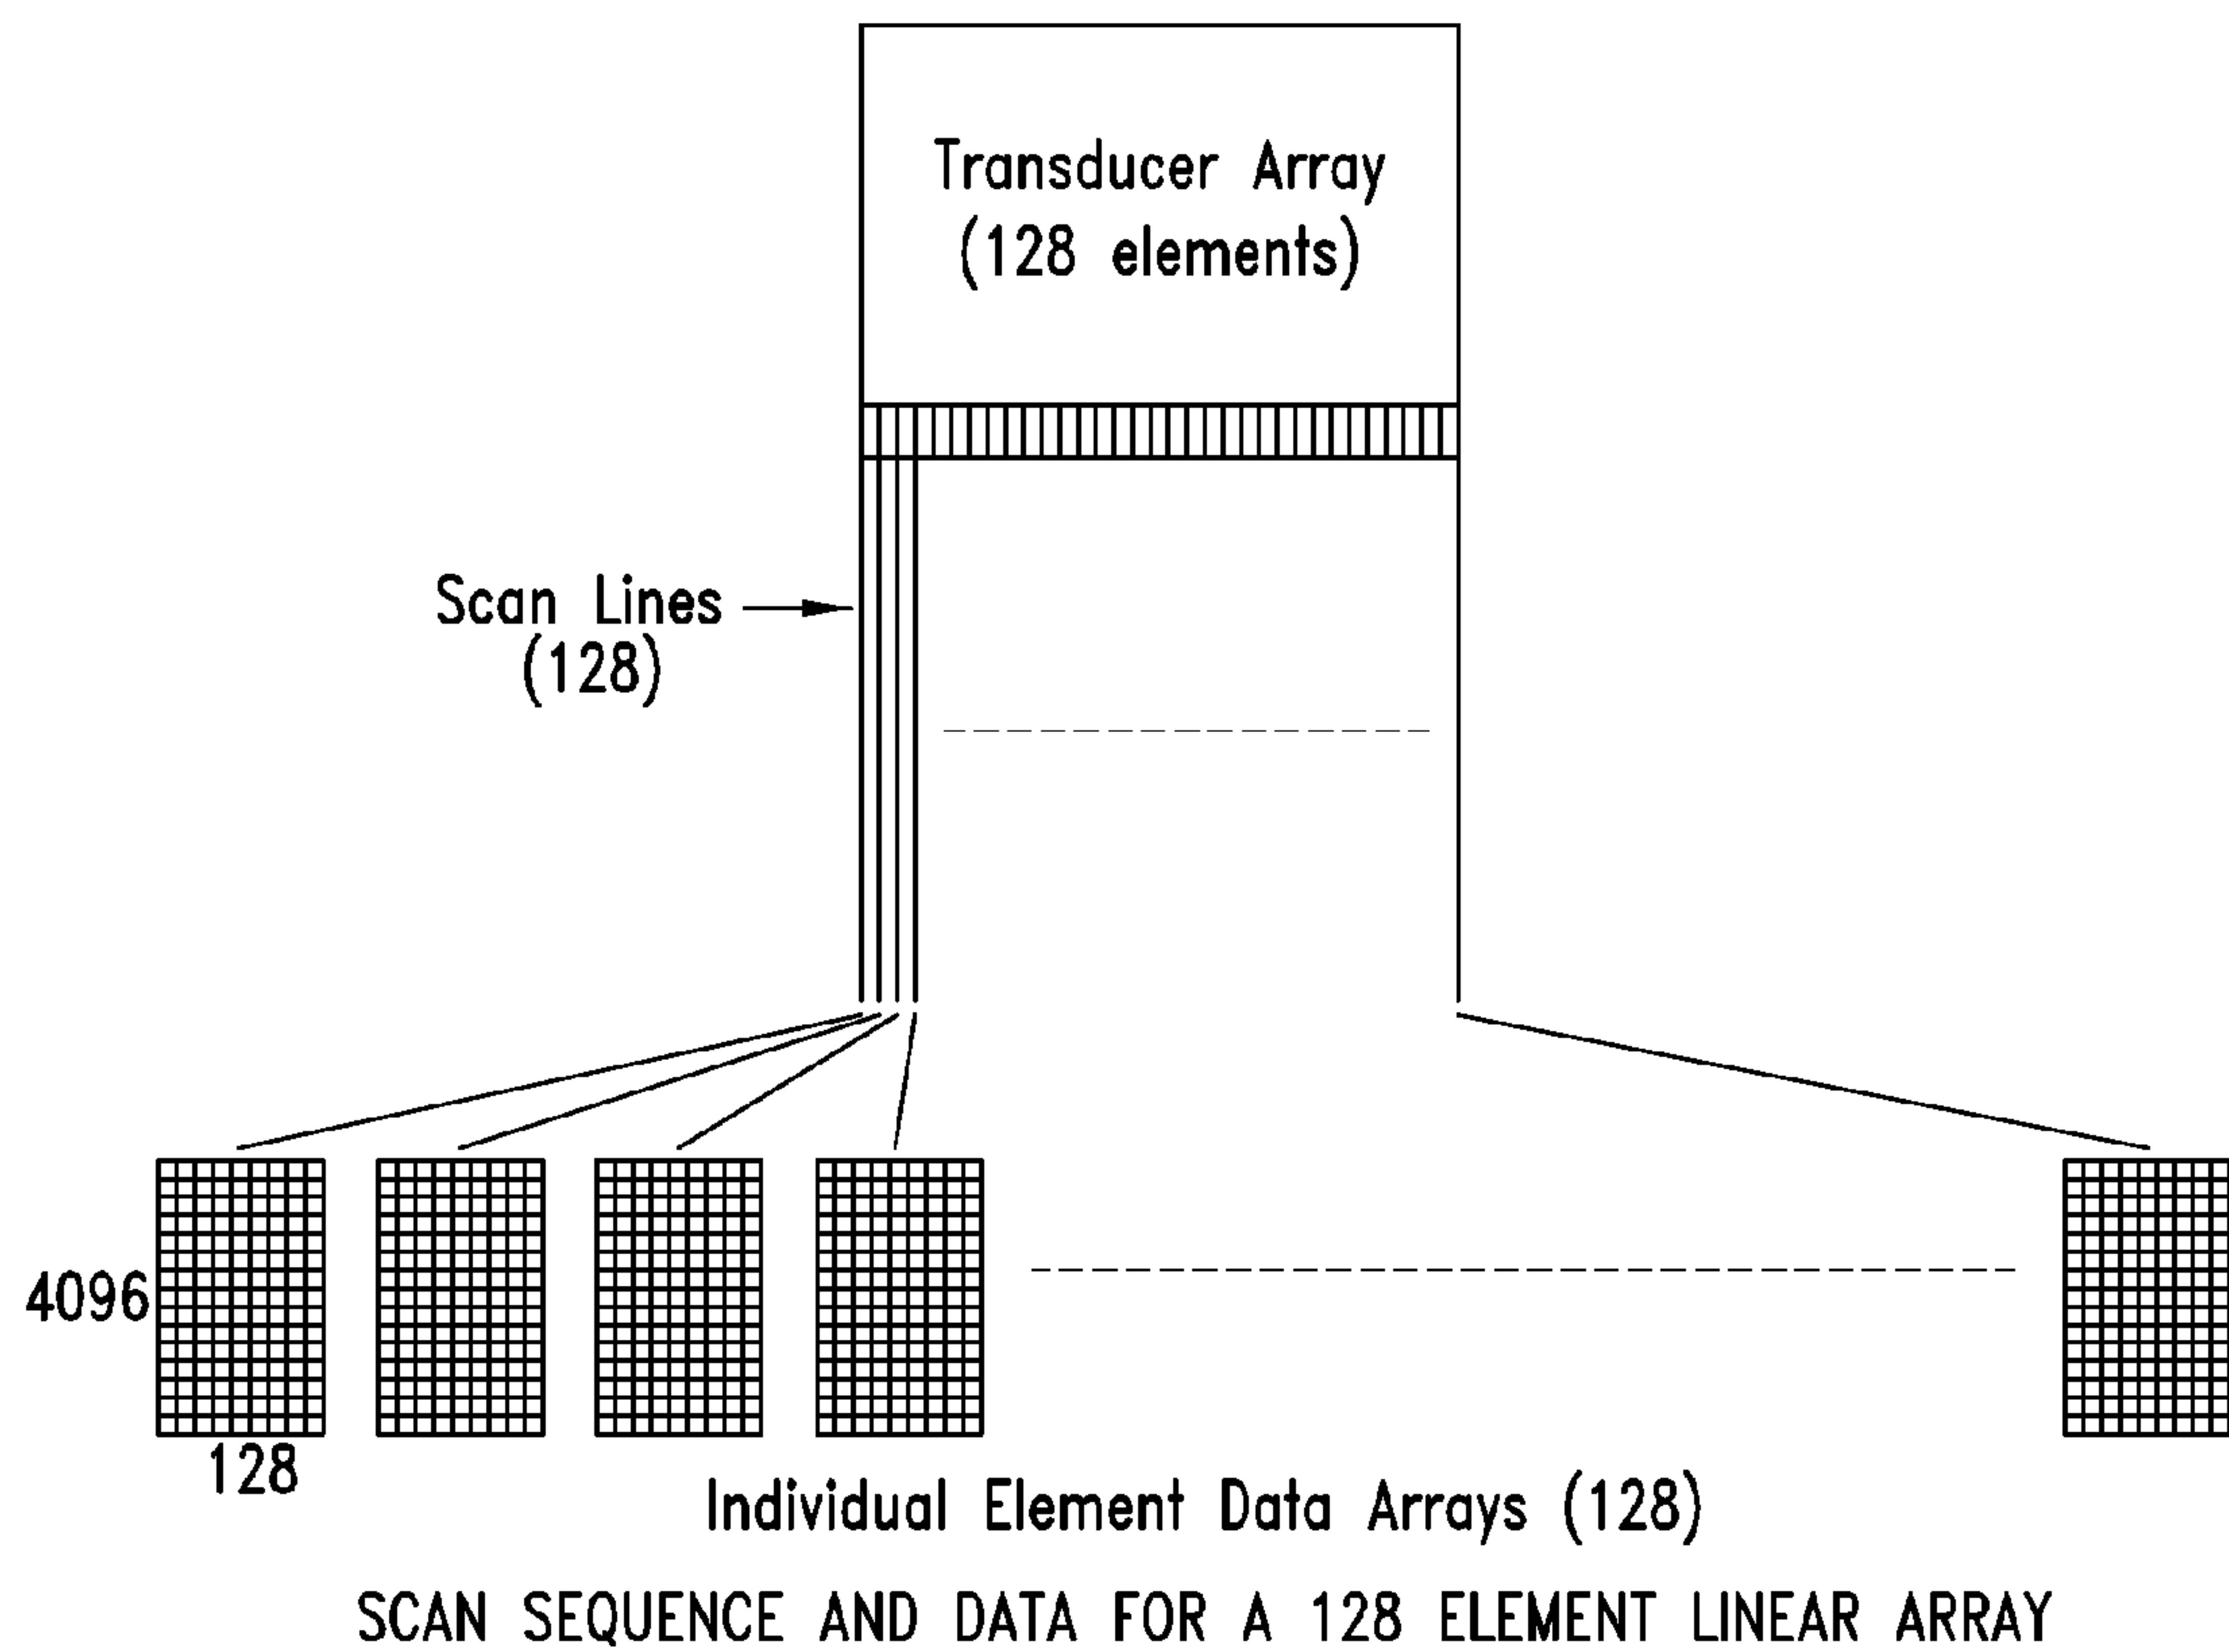 Transducer Array
(128 elements)
Scan Lines
(128)
4096
128
Individual Element Data Arrays (128)
SCAN SEQUENCE AND DATA FOR A 128 ELEMENT LINEAR ARRAY